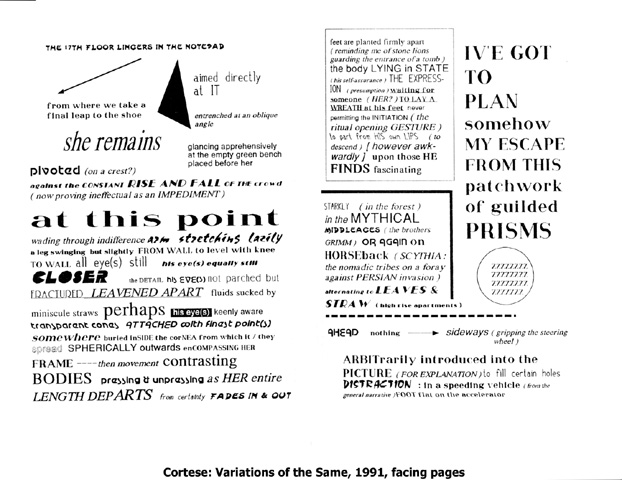 THE 17TH FLOOR LINGERS IN THE NOTEPAD
aimed directly
at IT
from where we take a
final leap to the shoe
entrenched at an oblique
angle
she remains
glancing apprehensively
at the empty green bench
placed before her
pivoted (on a crest?)
against the CONSTANT RISE AND FALL OF THE crowd
( now proving ineffectual as an IMPEDIMENT )
at this point
wading through indifference ARM stretching lazily
a leg swinging but slightly FROM WALL to level with knee
TO WALL all eye(s) still his eye(s) equally still
CLOSER the DETAIL his EYE(S) not parched but
FRACTURED LEAVENED APART fluids sucked by
miniscule straws perhaps his eye(s) keenly aware
transparent cones ATTACHED with finest point(s)
somewhere buried inSIDE the corNEA from which it / they
spread SPHERICALLY outwards enCOMPASSING HER
FRAME ----then movement contrasting
BODIES pressing & unpressing as HER entire
LENGTH DEPARTS from certainty FADES IN & OUT
feet are planted firmly apart
( reminding me of stone lions
guarding the entrance of a tomb )
the body LYING in STATE
( his self-assurance ) THE EXPRESS-
ION ( presumption ) waiting for
someone ( HER? ) TO LAY A
WREATH at his feet never
permitting the INITIATION ( the
ritual opening GESTURE )
to part from HIS own LIPS ( to
descend ) [ however awk-
wardly ] upon those HE
FINDS fascinating
IV'E GOT
TO
PLAN
somehow
MY ESCAPE
FROM THIS
patchwork
of guilded
PRISMS
STARKLY ( in the forest )
in the MYTHICAL
MIDDLEAGES ( the brothers
GRIMM ) OR AGAIN on
HORSEback ( SCYTHIA :
the nomadic tribes on a foray
against PERSIAN invasion )
alternating to LEAVES &
STRAW ( high rise apartments )
zzzzzzz
zzzzzzzz
zzzzzzzz
zzzzzzz
AHEAD nothing sideways ( gripping the steering
wheel )
ARBITrarily introduced into the
PICTURE ( FOR EXPLANATION ) to fill certain holes
DISTRACTION : in a speeding vehicle ( from the
general narrative ) FOOT flat on the accelerator
Cortese: Variations of the Same, 1991, facing pages